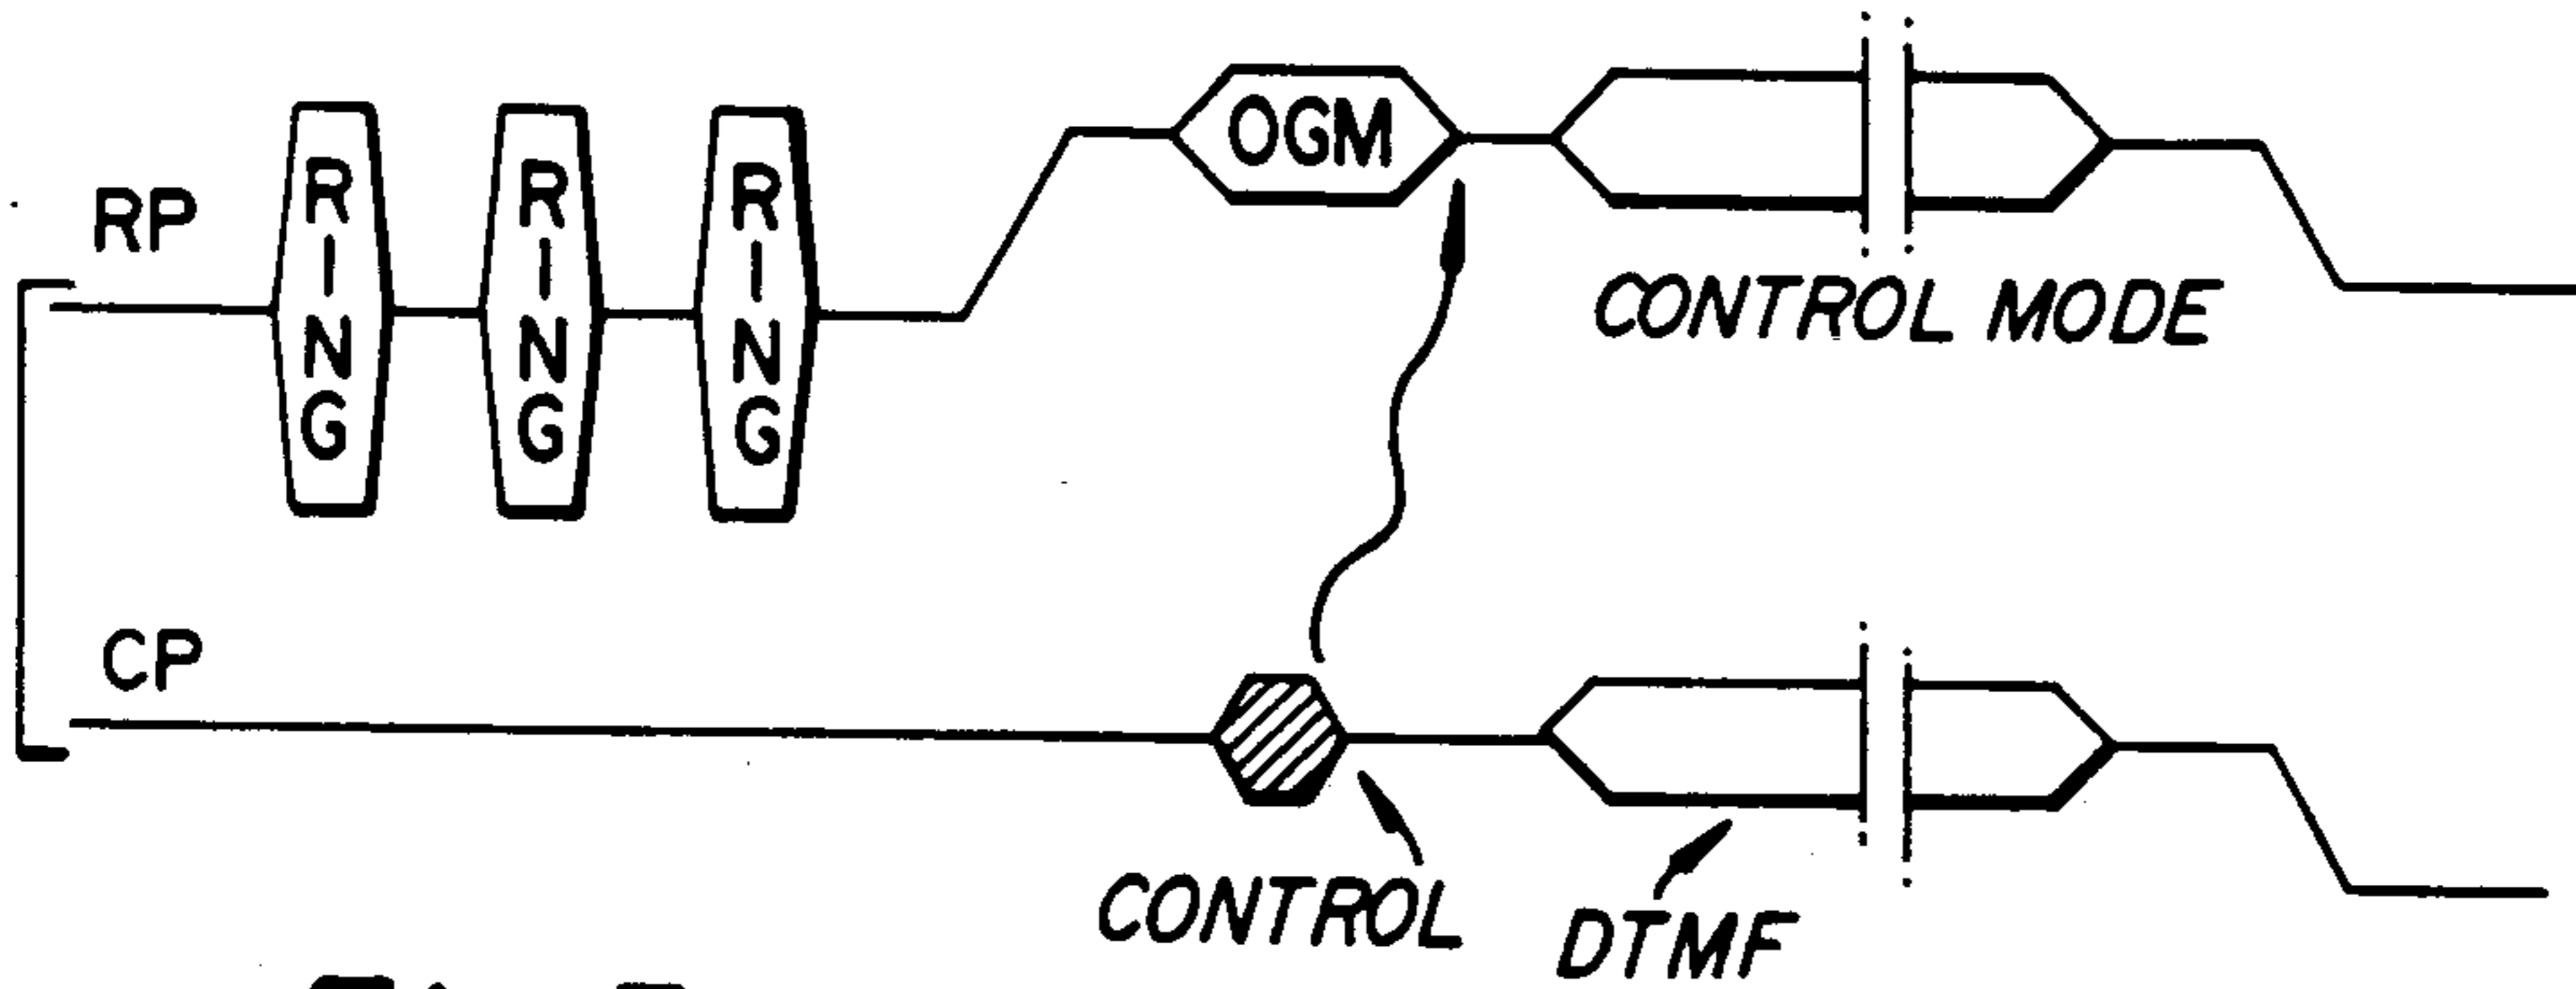 RP
RING
RING
RING
OGM
CONTROL MODE
CP
CONTROL
DTMF